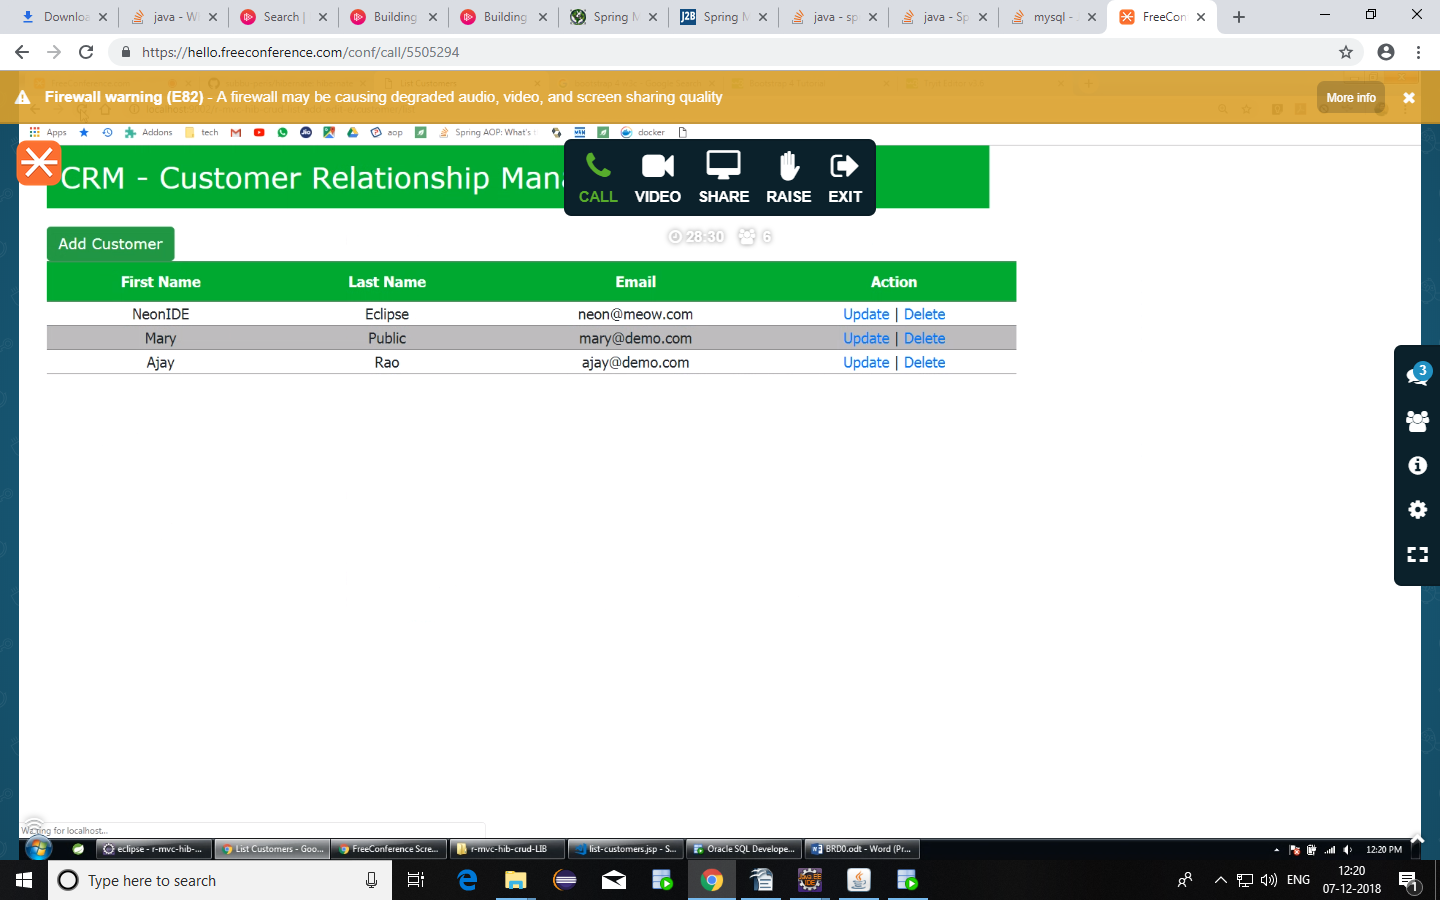 Downloa
java - W
Search |
Building
Building
Spring M
J2B Spring M
java - sp
java - Sp
mysql -
FreeCon
https://hello.freeconference.com/conf/call/5505294
Firewall warning (E82) - A firewall may be causing degraded audio, video, and screen sharing quality
More info
Apps
Addons
tech
aop
Spring AOP: What's t
docker
CRM - Customer Relationship Man
CALL VIDEO SHARE RAISE EXIT
28:30 6
Add Customer
First Name Last Name Email Action
NeonIDE Eclipse neon@meow.com Update | Delete
Mary Public mary@demo.com Update | Delete
Ajay Rao ajay@demo.com Update | Delete
3
Waiting for localhost...
eclipse - r-mvc-hib-...
List Customers - Goo...
FreeConference Scre...
r-mvc-hib-crud-LIB
list-customers.jsp - S...
Oracle SQL Develope...
BRD0.odt - Word (Pr...
12:20 PM
Type here to search
ENG
12:20
07-12-2018
1